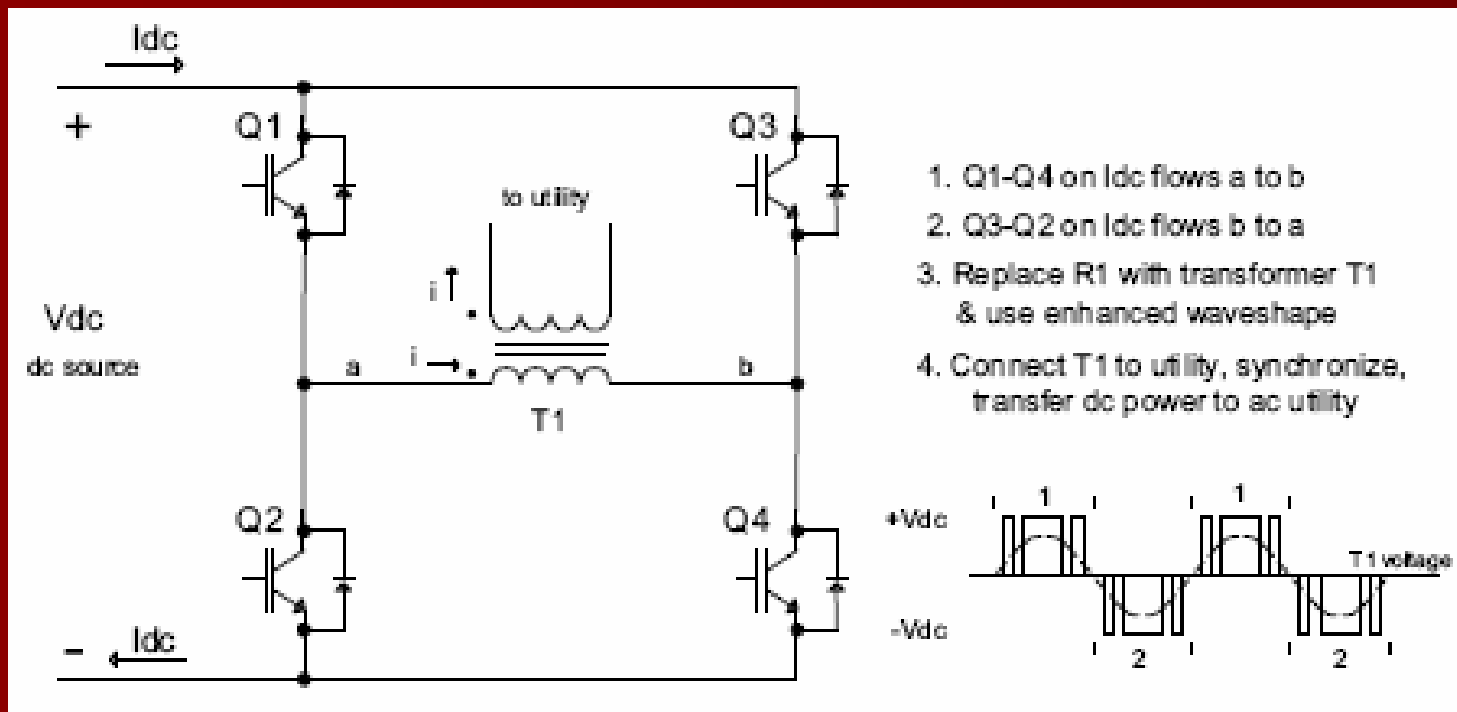 Idc
+
Q1
Q3
to utility
i
Vdc
dc source
a
i
b
T1
Q2
Q4
-
Idc
1. Q1-Q4 on Idc flows a to b
2. Q3-Q2 on Idc flows b to a
3. Replace R1 with transformer T1
& use enhanced waveshape
4. Connect T1 to utility, synchronize,
transfer dc power to ac utility
1
1
+Vdc
T1 voltage
-Vdc
2
2